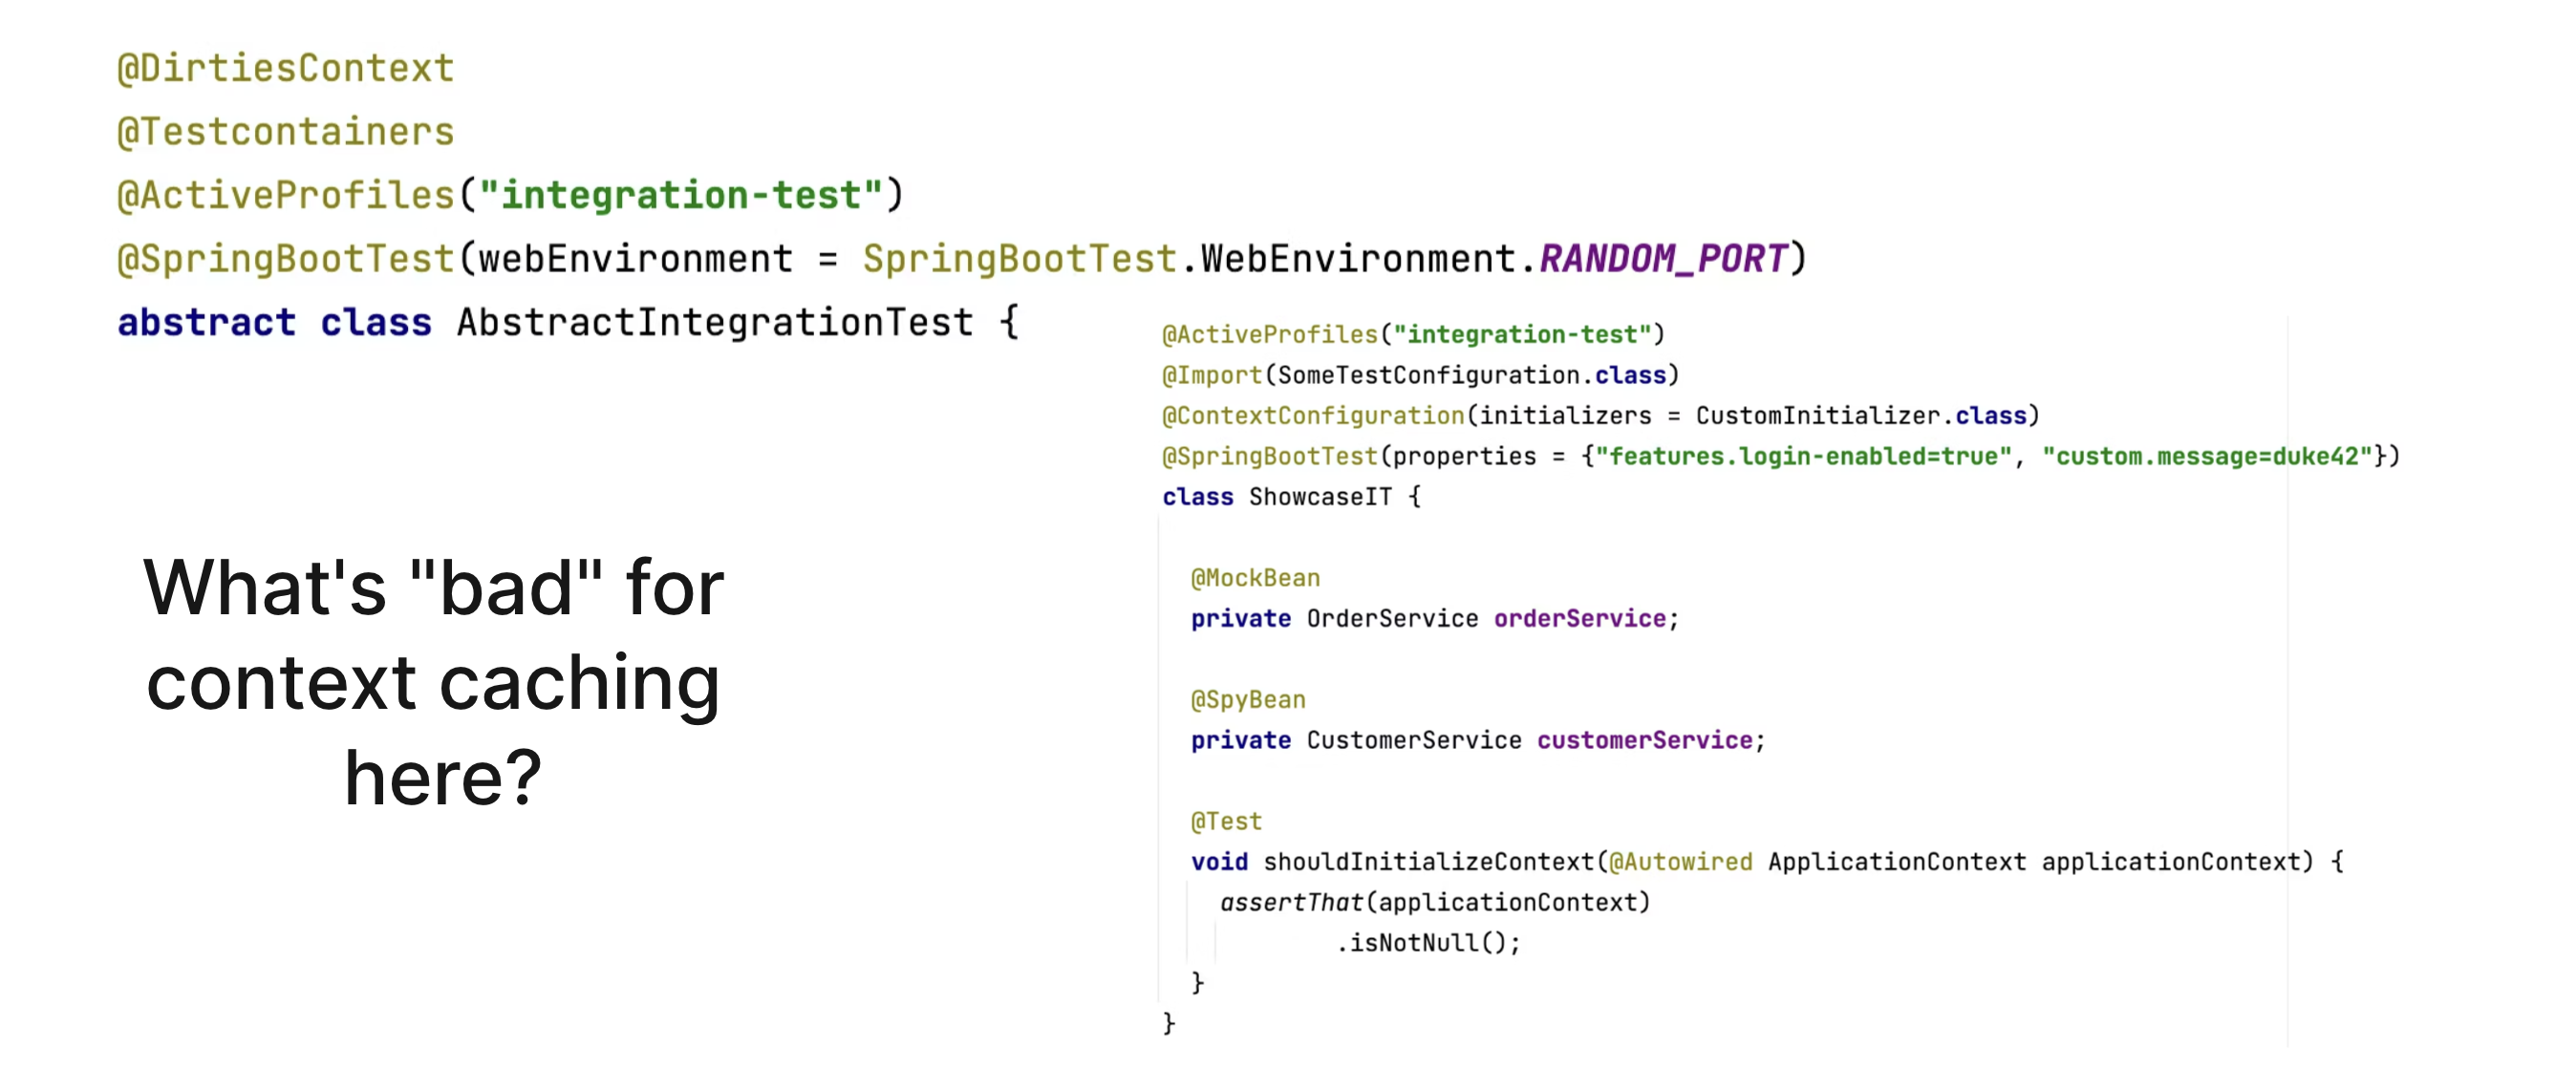 @DirtiesContext
@Testcontainers
@ActiveProfiles("integration-test")
@SpringBootTest(webEnvironment = SpringBootTest.WebEnvironment.RANDOM_PORT)
abstract class AbstractIntegrationTest {
What's "bad" for
context caching
here?
@ActiveProfiles("integration-test")
@Import(SomeTestConfiguration.class)
@ContextConfiguration(initializers = CustomInitializer.class)
@SpringBootTest(properties = {"features.login-enabled=true", "custom.message=duke42"})
class ShowcaseIT {
@MockBean
private OrderService orderService;
@SpyBean
private CustomerService customerService;
@Test
void shouldInitializeContext(@Autowired ApplicationContext applicationContext) {
assertThat(applicationContext)
.isNotNull();
}
}